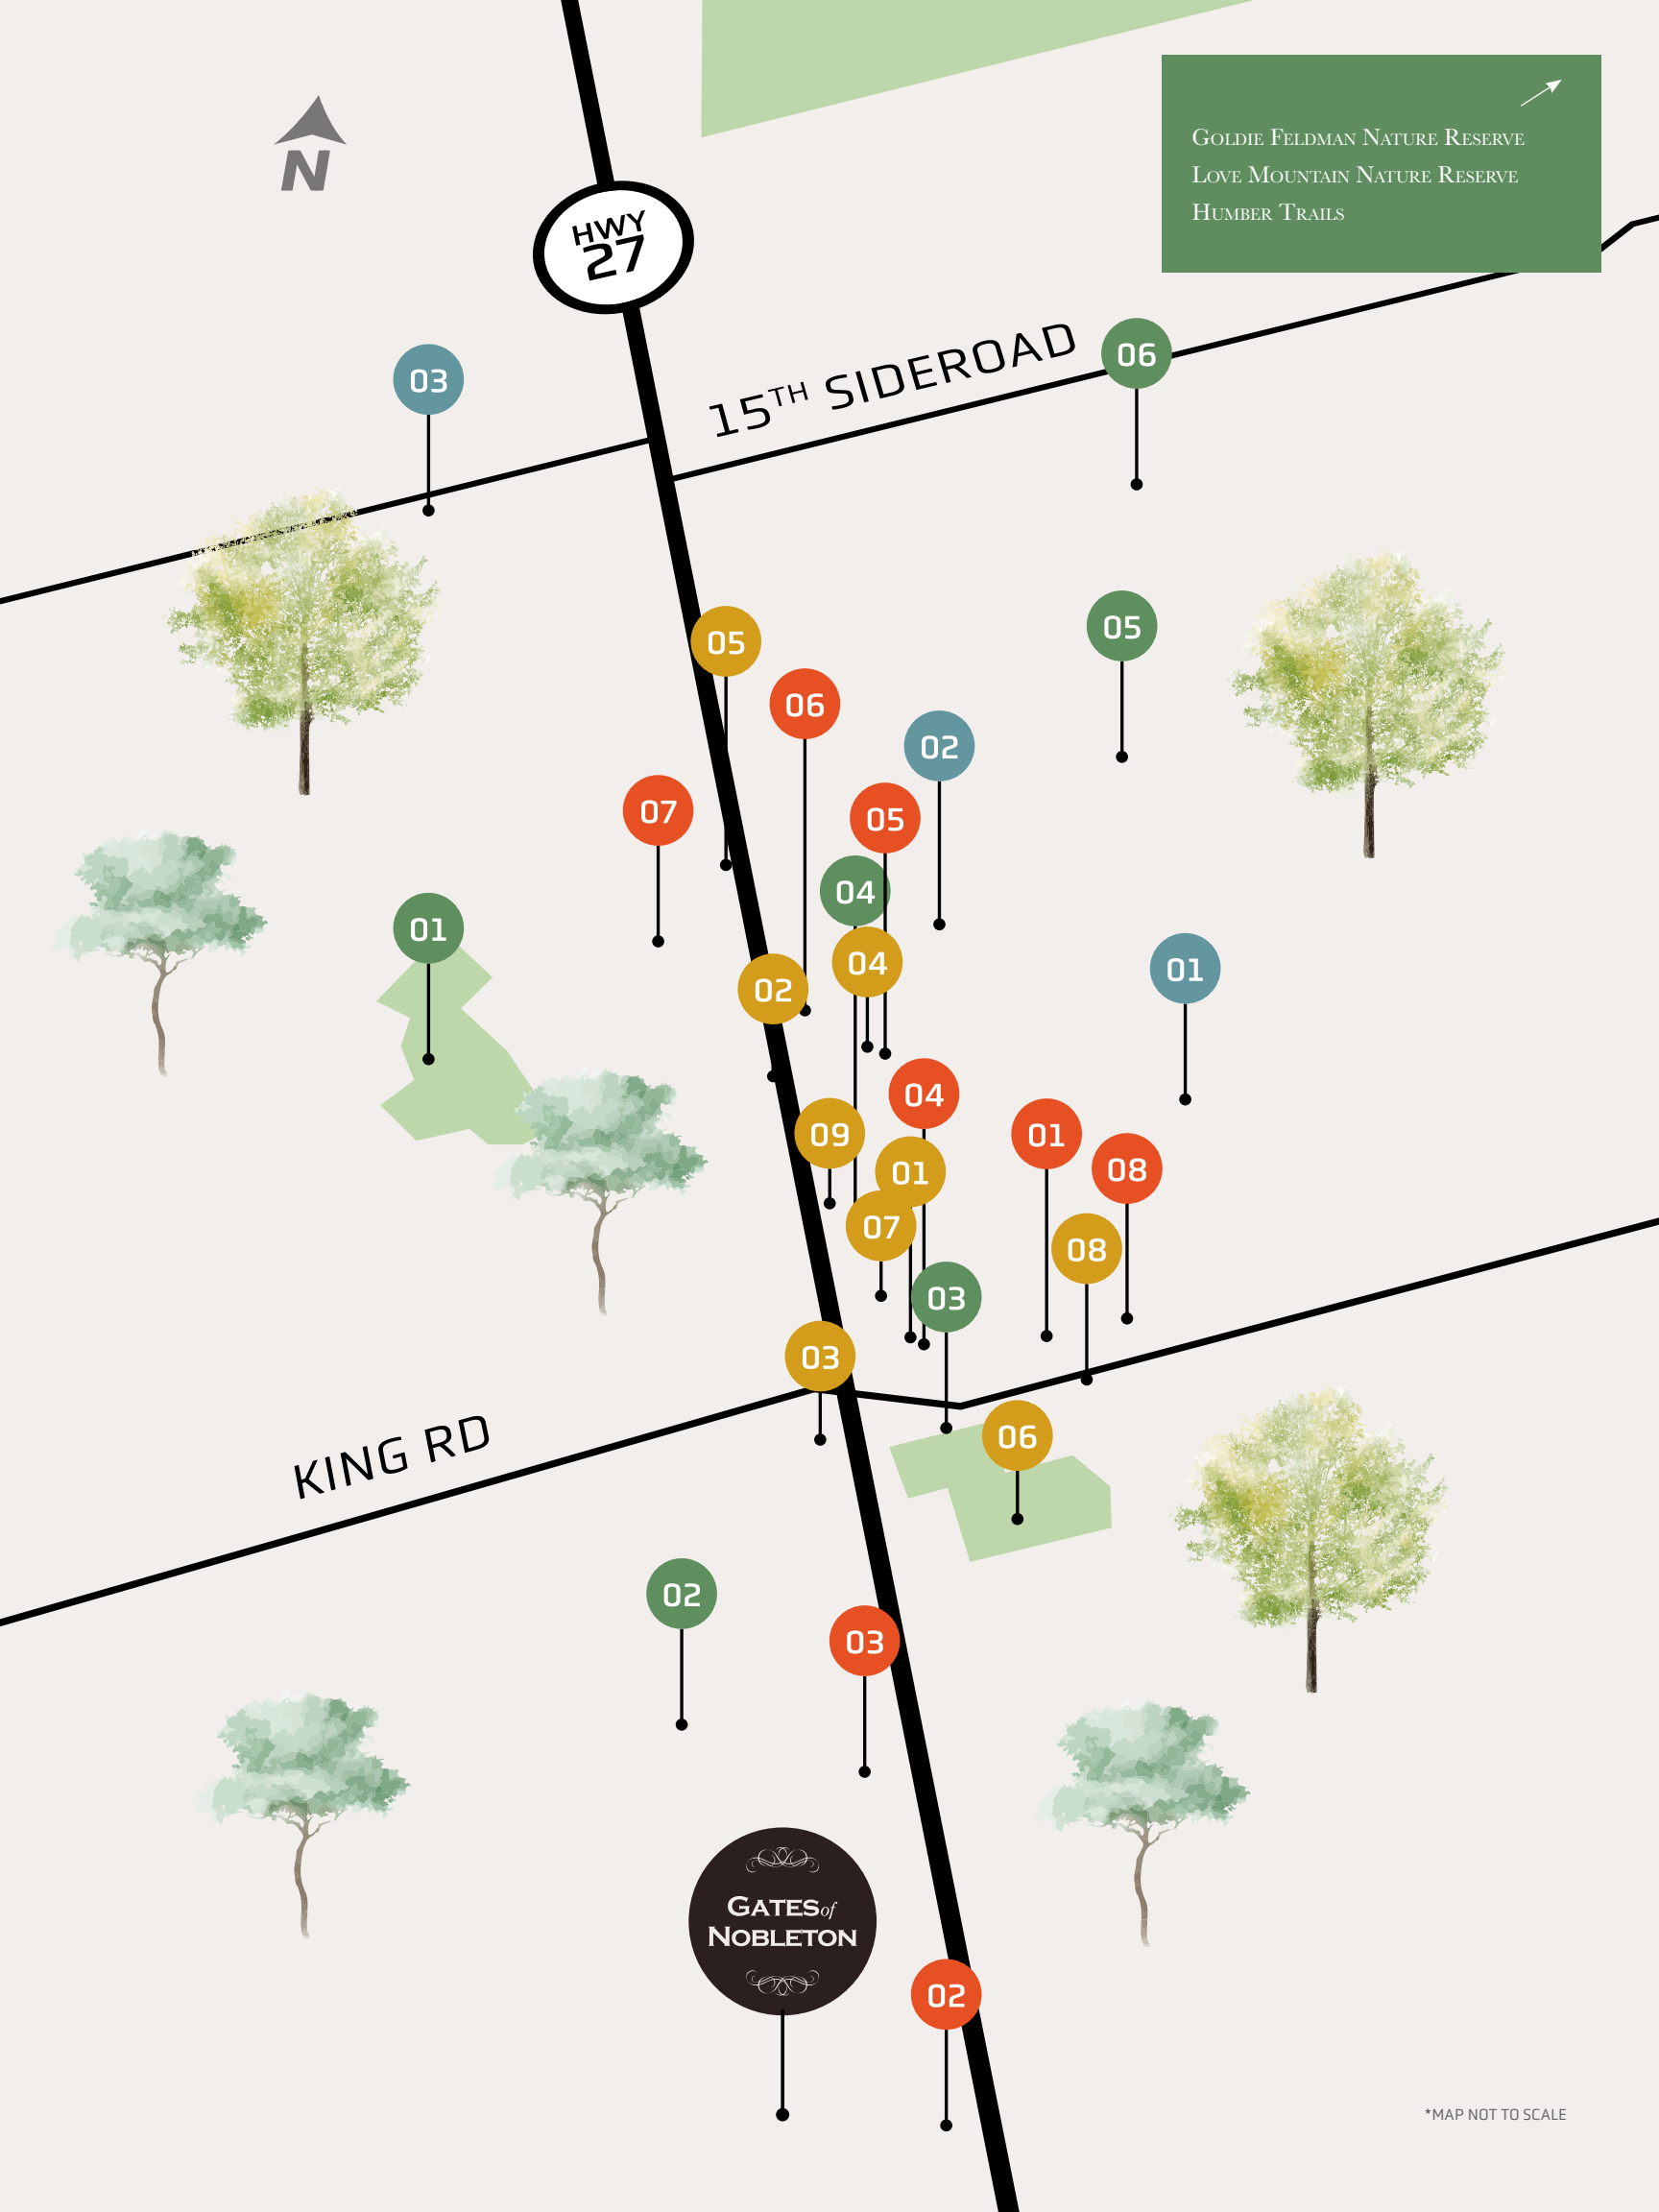 GOLDIE FELDMAN NATURE RESERVE
LOVE MOUNTAIN NATURE RESERVE
HUMBER TRAILS
N
HWY
27
15TH SIDEROAD
06
03
05
05
06
02
07
05
04
01
04
01
02
04
09
01
08
01
07
08
03
03
KING RD
06
02
03
GATES of
NOBLETON
02
*MAP NOT TO SCALE